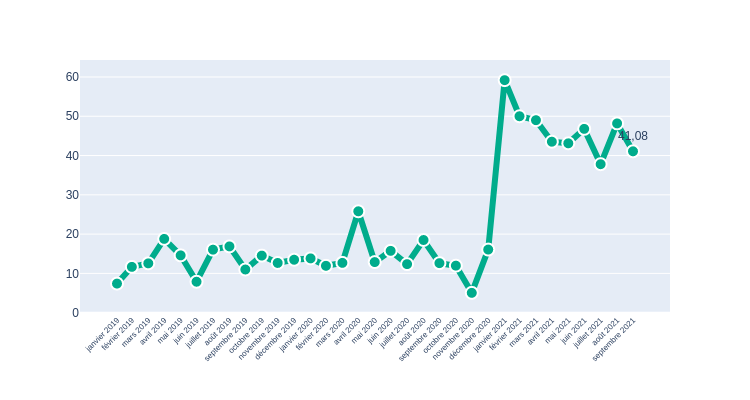 60
50
41,08
40
30
20
10
0
janvier 2019
février 2019
mars 2019
avril 2019
mai 2019
juin 2019
juillet 2019
août 2019
septembre 2019
octobre 2019
novembre 2019
décembre 2019
janvier 2020
février 2020
mars 2020
avril 2020
mai 2020
juin 2020
juillet 2020
août 2020
septembre 2020
octobre 2020
novembre 2020
décembre 2020
janvier 2021
février 2021
mars 2021
avril 2021
mai 2021
juin 2021
juillet 2021
août 2021
septembre 2021